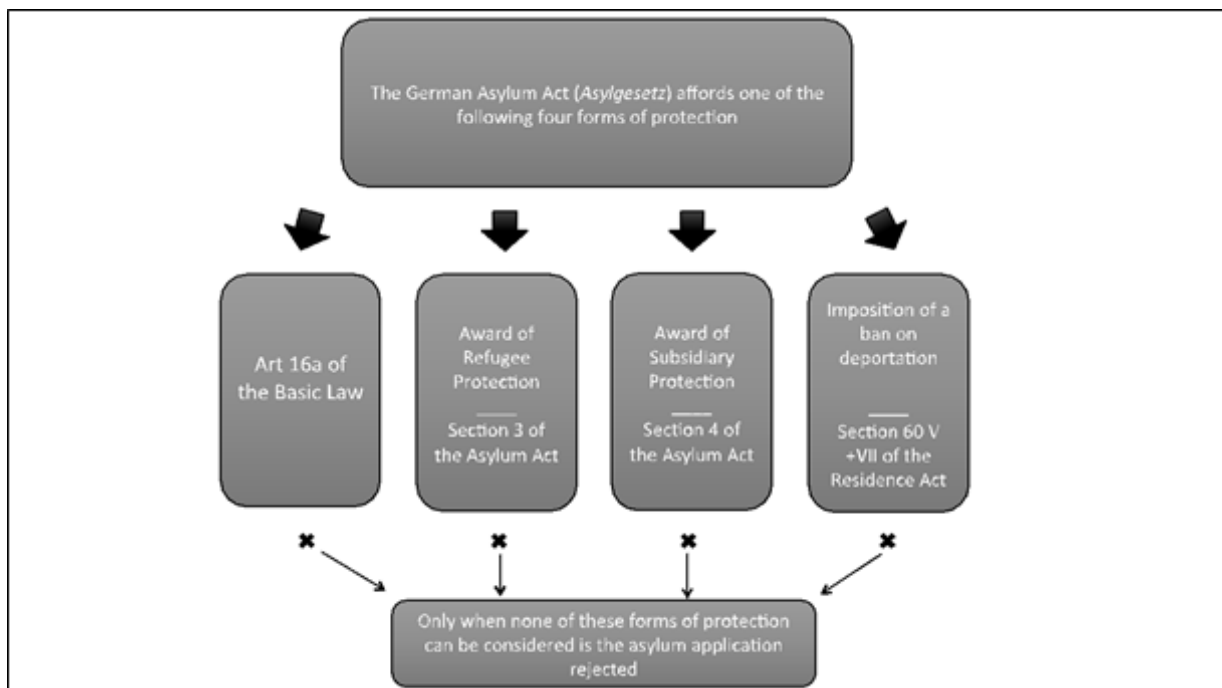 The German Asylum Act (Asylgesetz) affords one of the
following four forms of protection
Art 16a of
the Basic Law
Award of
Refugee
Protection
Section 3 of
the Asylum Act
Award of
Subsidiary
Protection
Section 4 of
the Asylum Act
Imposition of a
ban on
deportation
Section 60 V
+VII of the
Residence Act
Only when none of these forms of protection
can be considered is the asylum application
rejected